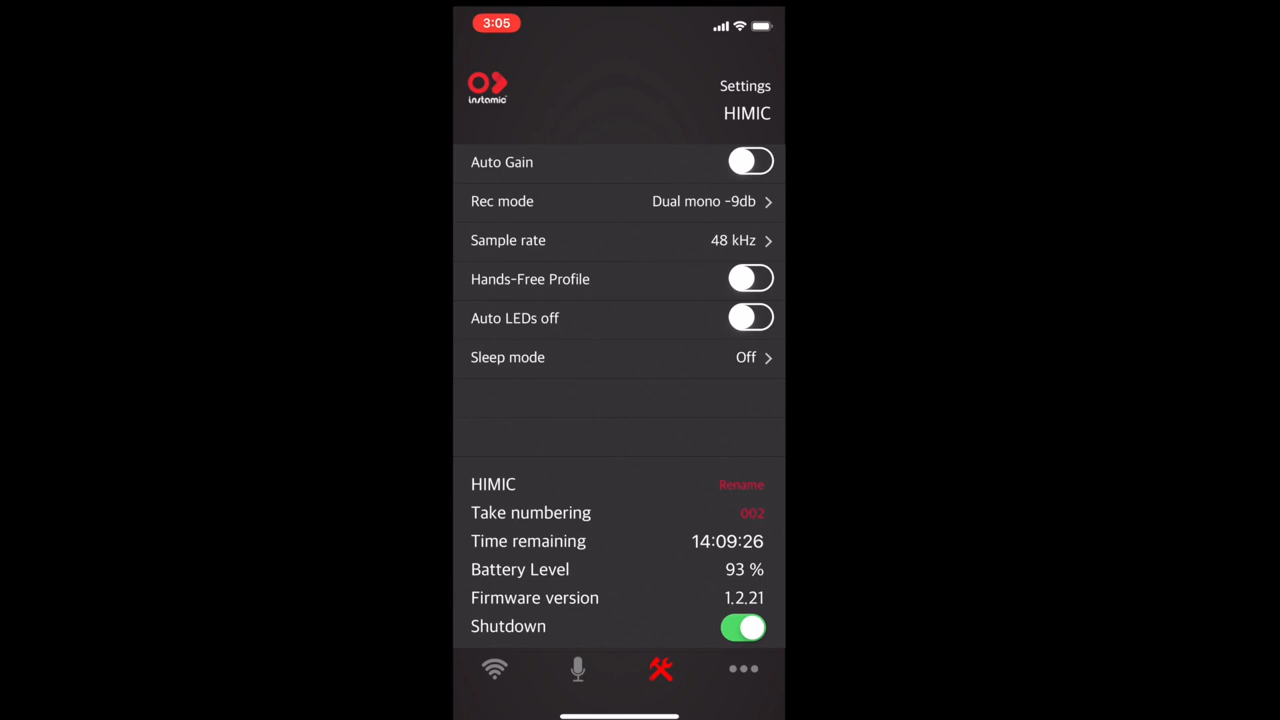 3:05
instamic
Settings
HIMIC
Auto Gain
Rec mode Dual mono -9db
Sample rate 48 kHz
Hands-Free Profile
Auto LEDs off
Sleep mode Off
HIMIC Rename
Take numbering 002
Time remaining 14:09:26
Battery Level 93 %
Firmware version 1.2.21
Shutdown